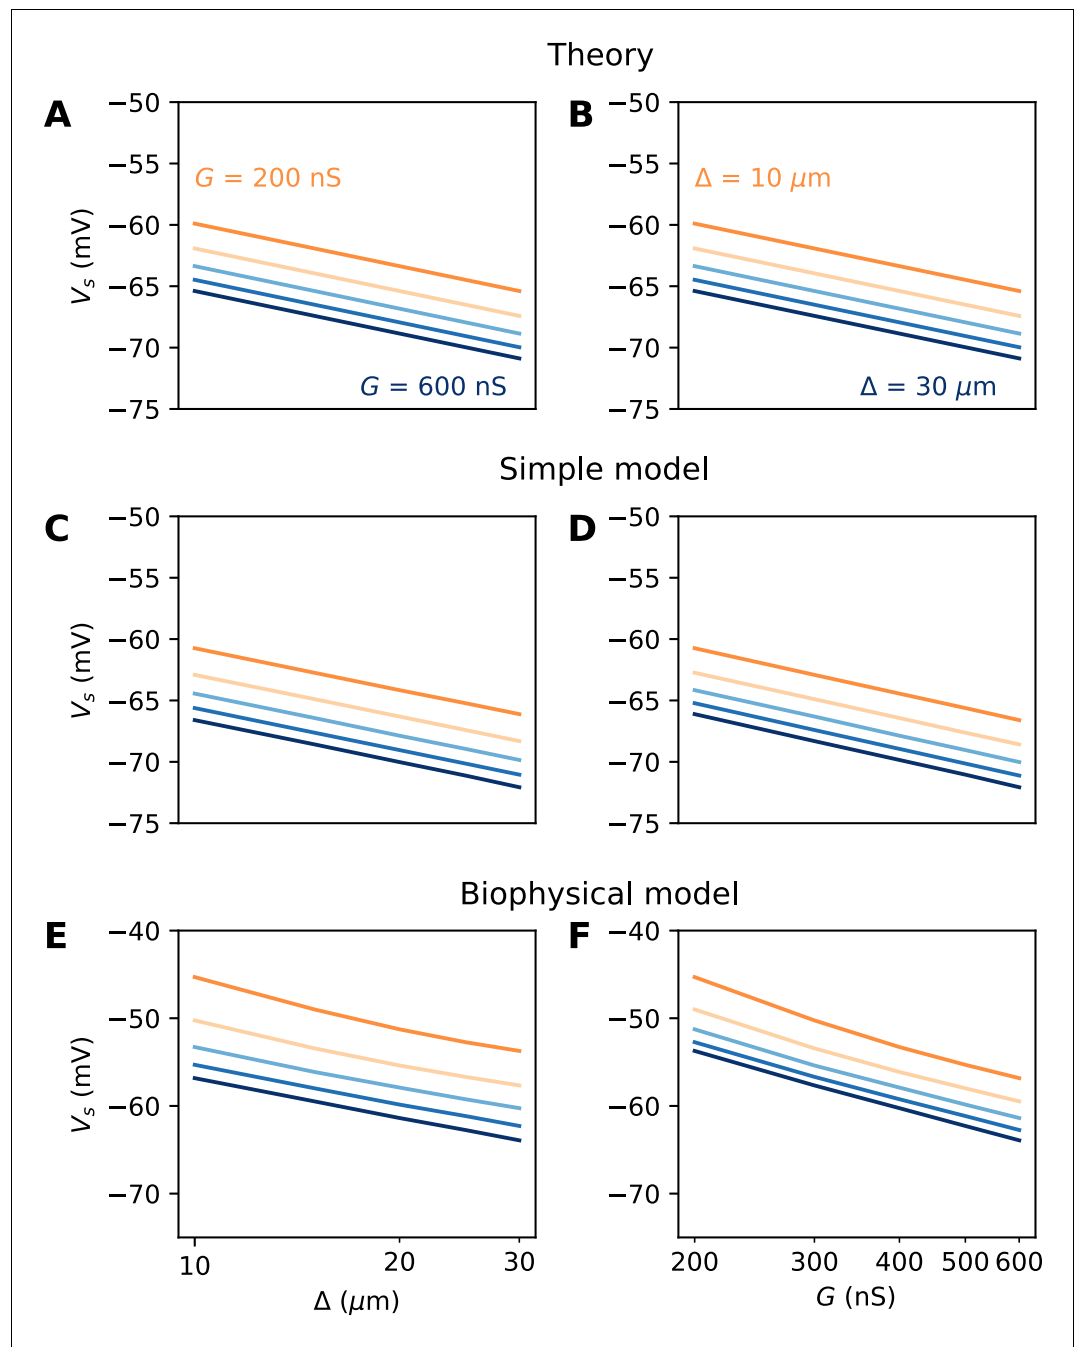 Theory
A
B
−50
−55
−60
−65
−70
−75
V_s (mV)
G = 200 nS
G = 600 nS
−50
−55
−60
−65
−70
−75
Δ = 10 μm
Δ = 30 μm
Simple model
C
D
−50
−55
−60
−65
−70
−75
V_s (mV)
−50
−55
−60
−65
−70
−75
Biophysical model
E
F
−40
−50
−60
−70
V_s (mV)
10 20 30
Δ (μm)
−40
−50
−60
−70
200 300 400 500 600
G (nS)